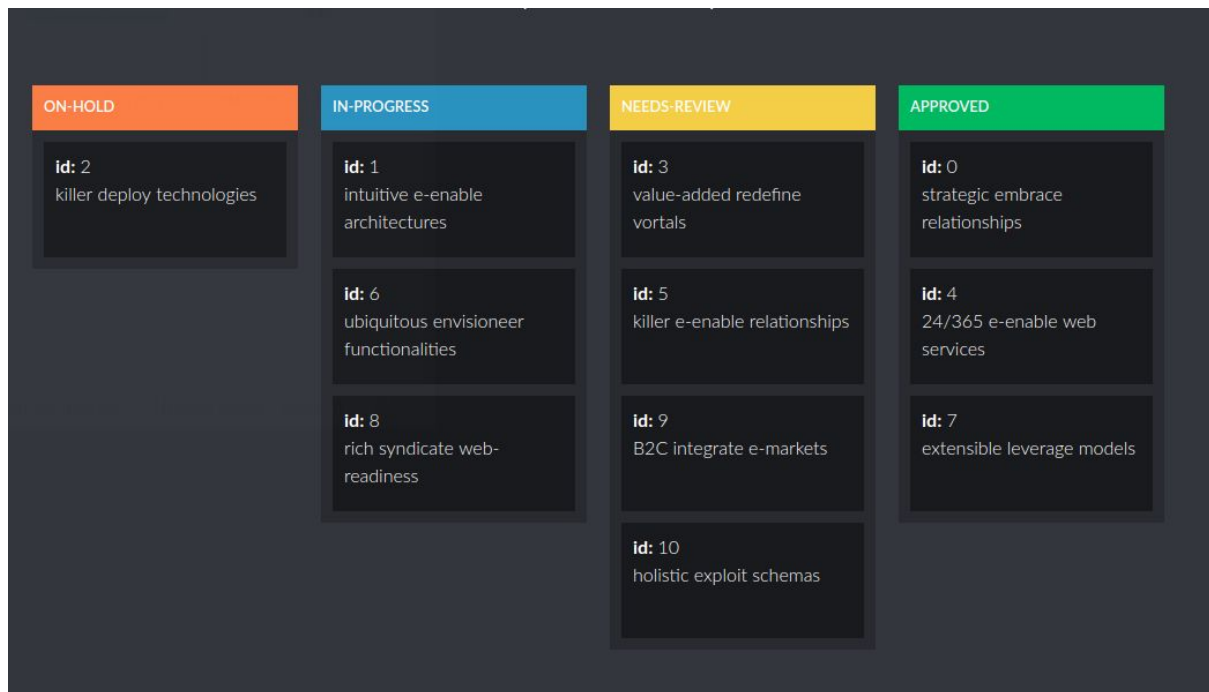 ON-HOLD
id: 2
killer deploy technologies
IN-PROGRESS
id: 1
intuitive e-enable
architectures
id: 6
ubiquitous envisioneer
functionalities
id: 8
rich syndicate web-
readiness
NEEDS-REVIEW
id: 3
value-added redefine
vortals
id: 5
killer e-enable relationships
id: 9
B2C integrate e-markets
id: 10
holistic exploit schemas
APPROVED
id: 0
strategic embrace
relationships
id: 4
24/365 e-enable web
services
id: 7
extensible leverage models